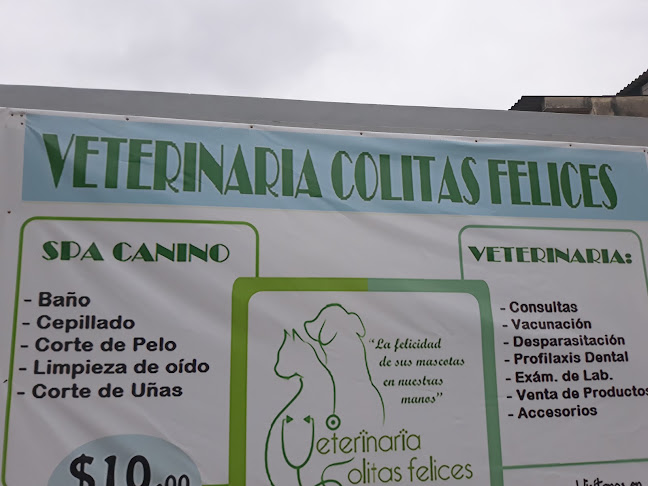 VETERINARIA COLITAS FELICES
SPA CANINO
- Baño
- Cepillado
- Corte de Pelo
- Limpieza de oído
- Corte de Uñas
$10.00
"La felicidad
de sus mascotas
en nuestras
manos"
Veterinaria
Colitas felices
VETERINARIA:
- Consultas
- Vacunación
- Desparasitación
- Profilaxis Dental
- Exám. de Lab.
- Venta de Productos
- Accesorios